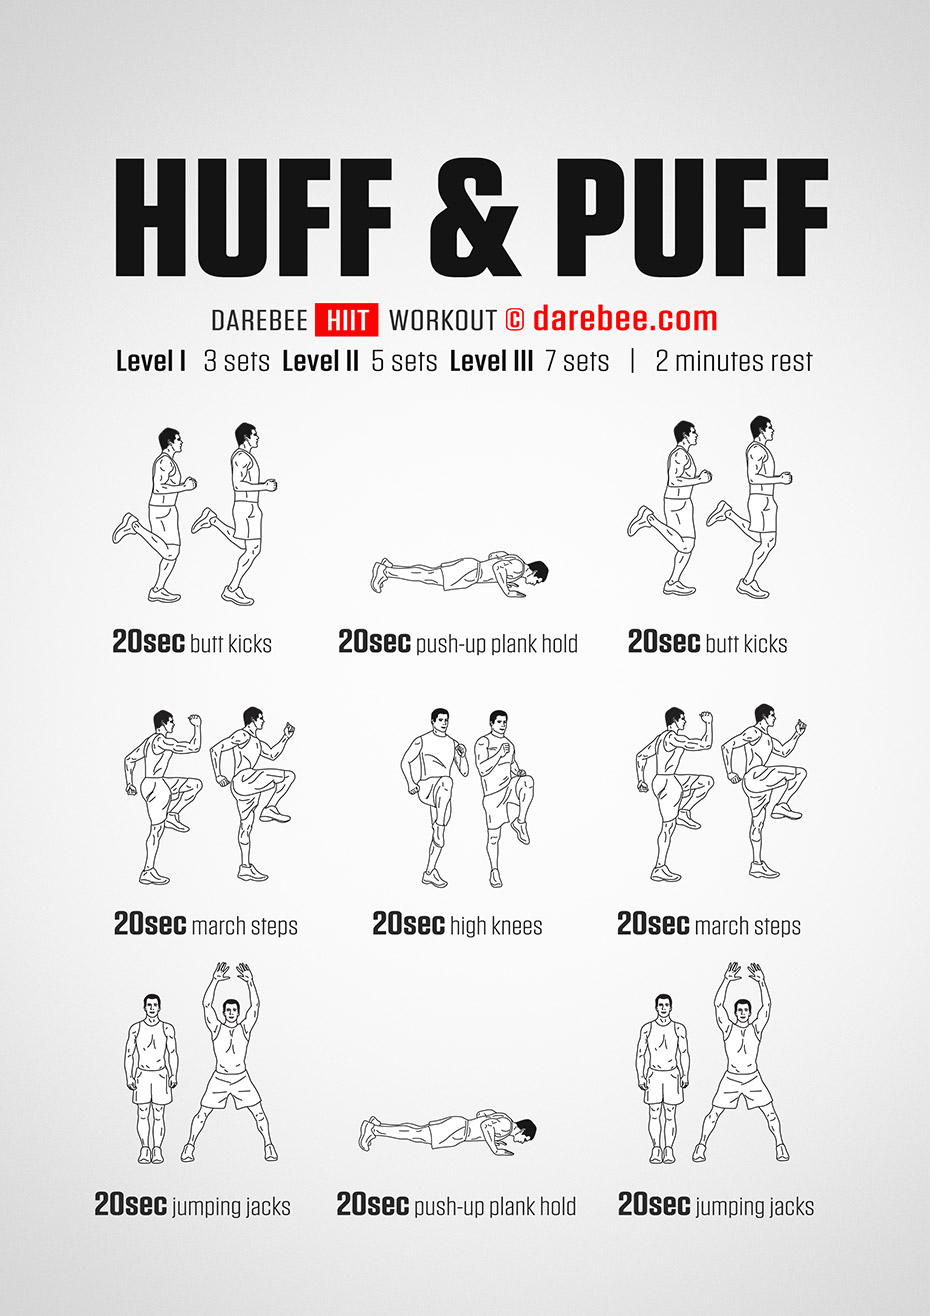 HUFF & PUFF
DAREBEE HIIT WORKOUT © darebee.com
Level I 3 sets Level II 5 sets Level III 7 sets | 2 minutes rest
20sec butt kicks
20sec push-up plank hold
20sec butt kicks
20sec march steps
20sec high knees
20sec march steps
20sec jumping jacks
20sec push-up plank hold
20sec jumping jacks